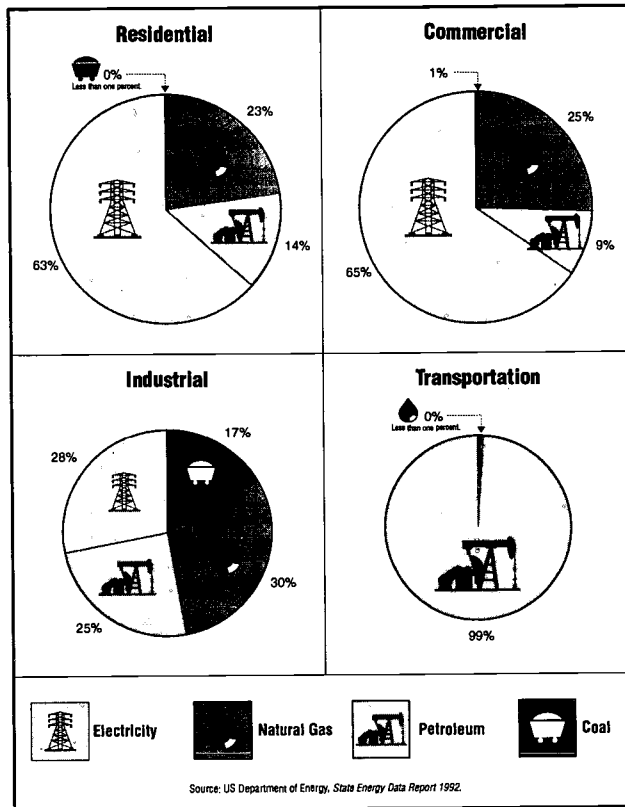 Residential
0%
Less than one percent.
23%
14%
63%
Commercial
1%
25%
9%
65%
Industrial
17%
28%
30%
25%
Transportation
0%
Less than one percent.
99%
Electricity
Natural Gas
Petroleum
Coal
Source: US Department of Energy, State Energy Data Report 1992.